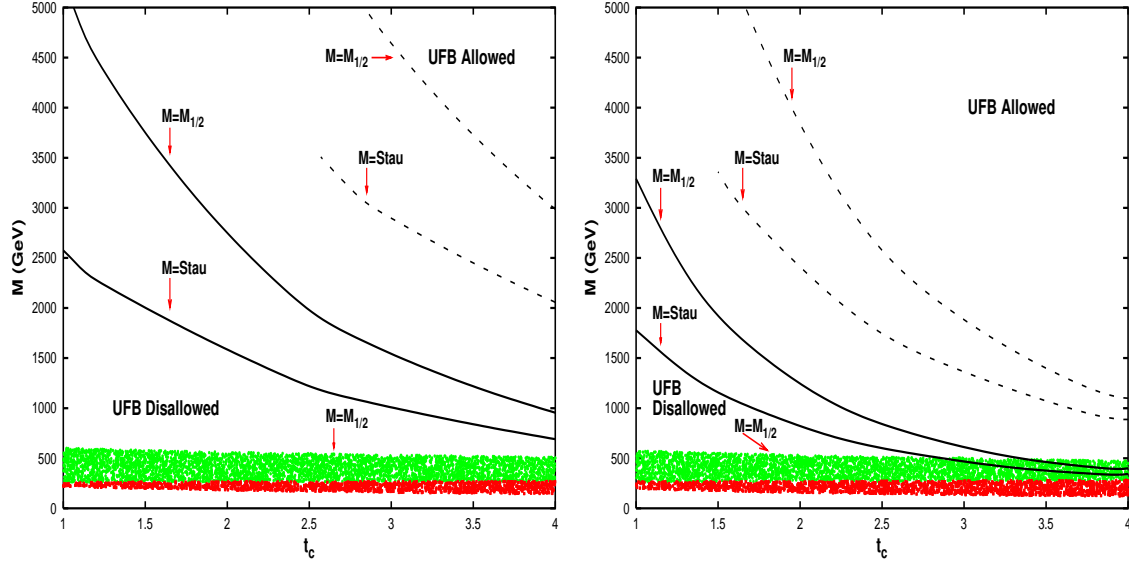 5000
4500
4000
3500
3000
2500
2000
1500
1000
500
0
M (GeV)
M=M1/2
UFB Allowed
M=M1/2
M=Stau
M=Stau
UFB Disallowed
M=M1/2
1 1.5 2 2.5 3 3.5 4
tc
5000
4500
4000
3500
3000
2500
2000
1500
1000
500
0
M (GeV)
M=M1/2
UFB Allowed
M=Stau
M=M1/2
M=Stau
UFB
Disallowed
M=M1/2
1 1.5 2 2.5 3 3.5 4
tc